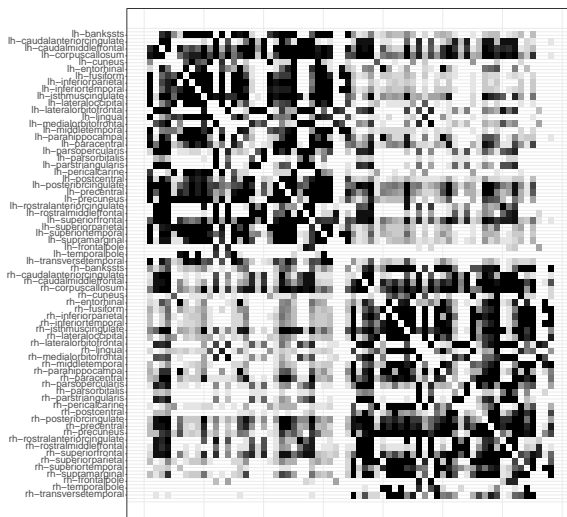 lh-bankssts
lh-caudalanteriorcingulate
lh-caudalmiddlefrontal
lh-corpuscallosum
lh-cuneus
lh-entorhinal
lh-fusiform
lh-inferiorparietal
lh-inferiortemporal
lh-isthmuscingulate
lh-lateraloccipital
lh-lateralorbitofrontal
lh-lingual
lh-medialorbitofrontal
lh-middletemporal
lh-parahippocampal
lh-paracentral
lh-parsopercularis
lh-parsorbitalis
lh-parstriangularis
lh-pericalcarine
lh-postcentral
lh-posteriorcingulate
lh-precentral
lh-precuneus
lh-rostralanteriorcingulate
lh-rostralmiddlefrontal
lh-superiorfrontal
lh-superiorparietal
lh-superiortemporal
lh-supramarginal
lh-frontalpole
lh-temporalpole
lh-transversetemporal
rh-bankssts
rh-caudalanteriorcingulate
rh-caudalmiddlefrontal
rh-corpuscallosum
rh-cuneus
rh-entorhinal
rh-fusiform
rh-inferiorparietal
rh-inferiortemporal
rh-isthmuscingulate
rh-lateraloccipital
rh-lateralorbitofrontal
rh-lingual
rh-medialorbitofrontal
rh-middletemporal
rh-parahippocampal
rh-paracentral
rh-parsopercularis
rh-parsorbitalis
rh-parstriangularis
rh-pericalcarine
rh-postcentral
rh-posteriorcingulate
rh-precentral
rh-precuneus
rh-rostralanteriorcingulate
rh-rostralmiddlefrontal
rh-superiorfrontal
rh-superiorparietal
rh-superiortemporal
rh-supramarginal
rh-frontalpole
rh-temporalpole
rh-transversetemporal